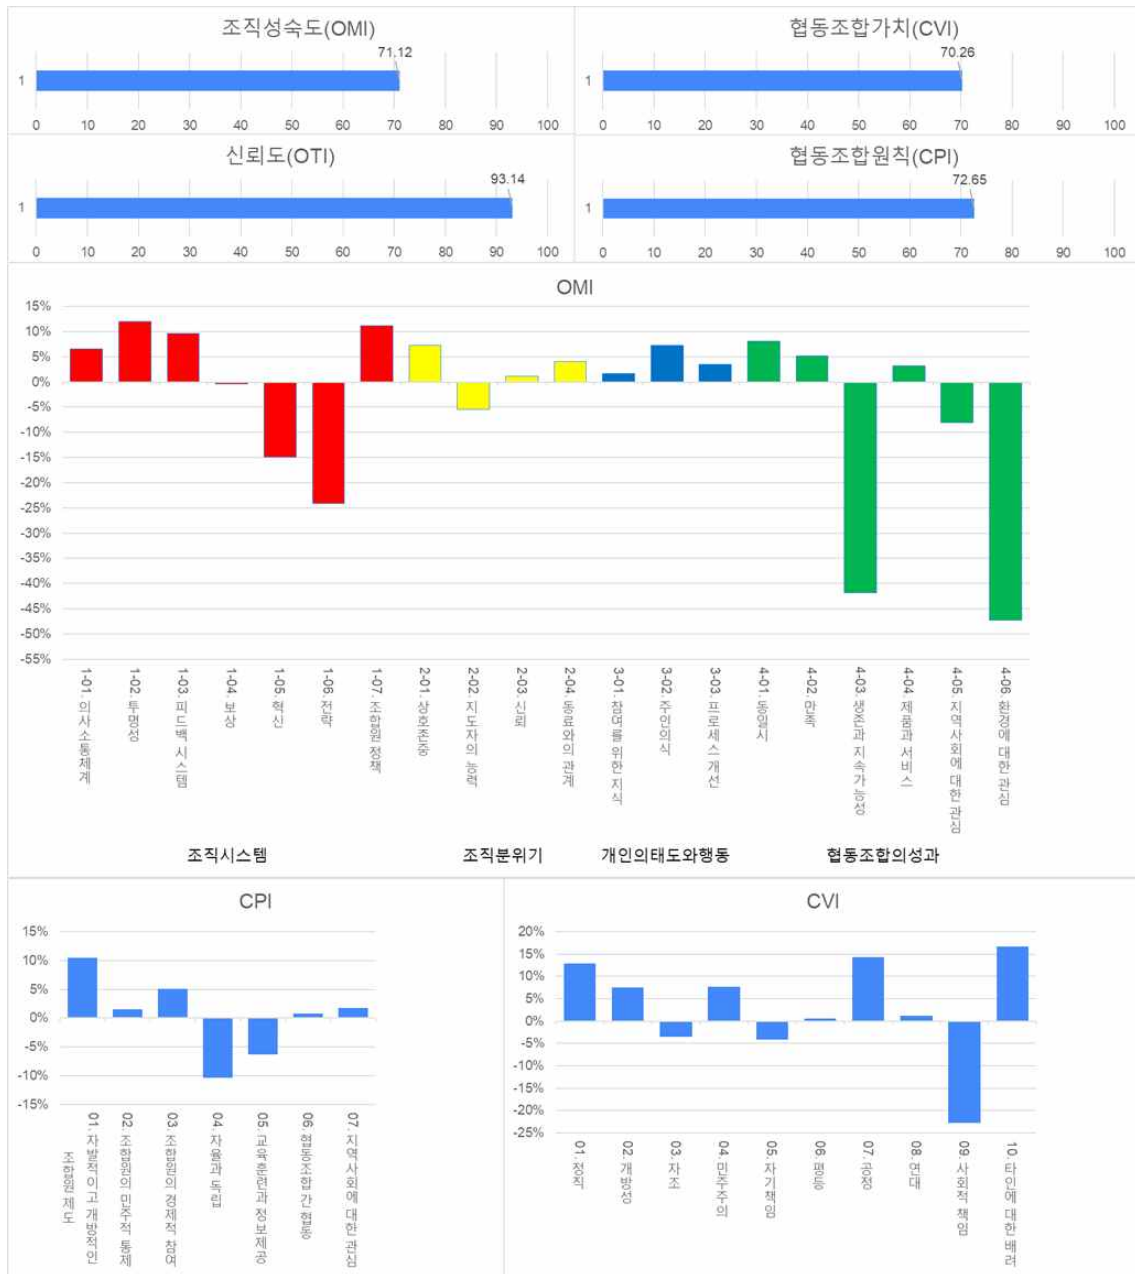 조직성숙도(OMI)
71.12
1
0 10 20 30 40 50 60 70 80 90 100
협동조합가치(CVI)
70.26
1
0 10 20 30 40 50 60 70 80 90 100
신뢰도(OTI)
93.14
1
0 10 20 30 40 50 60 70 80 90 100
협동조합원칙(CPI)
72.65
1
0 10 20 30 40 50 60 70 80 90 100
OMI
15%
10%
5%
0%
-5%
-10%
-15%
-20%
-25%
-30%
-35%
-40%
-45%
-50%
-55%
1-01. 의사소통체계
1-02. 투명성
1-03. 피드백 시스템
1-04. 보상
1-05. 혁신
1-06. 전략
1-07. 조합원 정책
2-01. 상호존중
2-02. 지도자의 능력
2-03. 신뢰
2-04. 동료와의 관계
3-01. 참여를 위한 지식
3-02. 주인의식
3-03. 프로세스 개선
4-01. 동일시
4-02. 만족
4-03. 생존과 지속가능성
4-04. 제품과 서비스
4-05. 지역사회에 대한 관심
4-06. 환경에 대한 관심
조직시스템
조직분위기
개인의태도와행동
협동조합의성과
CPI
15%
10%
5%
0%
-5%
-10%
-15%
01. 자발적이고 개방적인
조합원 제도
02. 조합원의 민주적 통제
03. 조합원의 경제적 참여
04. 자율과 독립
05. 교육 훈련과 정보 제공
06. 협동조합 간 협동
07. 지역사회에 대한 관심
CVI
20%
15%
10%
5%
0%
-5%
-10%
-15%
-20%
-25%
01. 정직
02. 개방성
03. 자조
04. 민주주의
05. 자기책임
06. 평등
07. 공정
08. 연대
09. 사회적 책임
10. 타인에 대한 배려